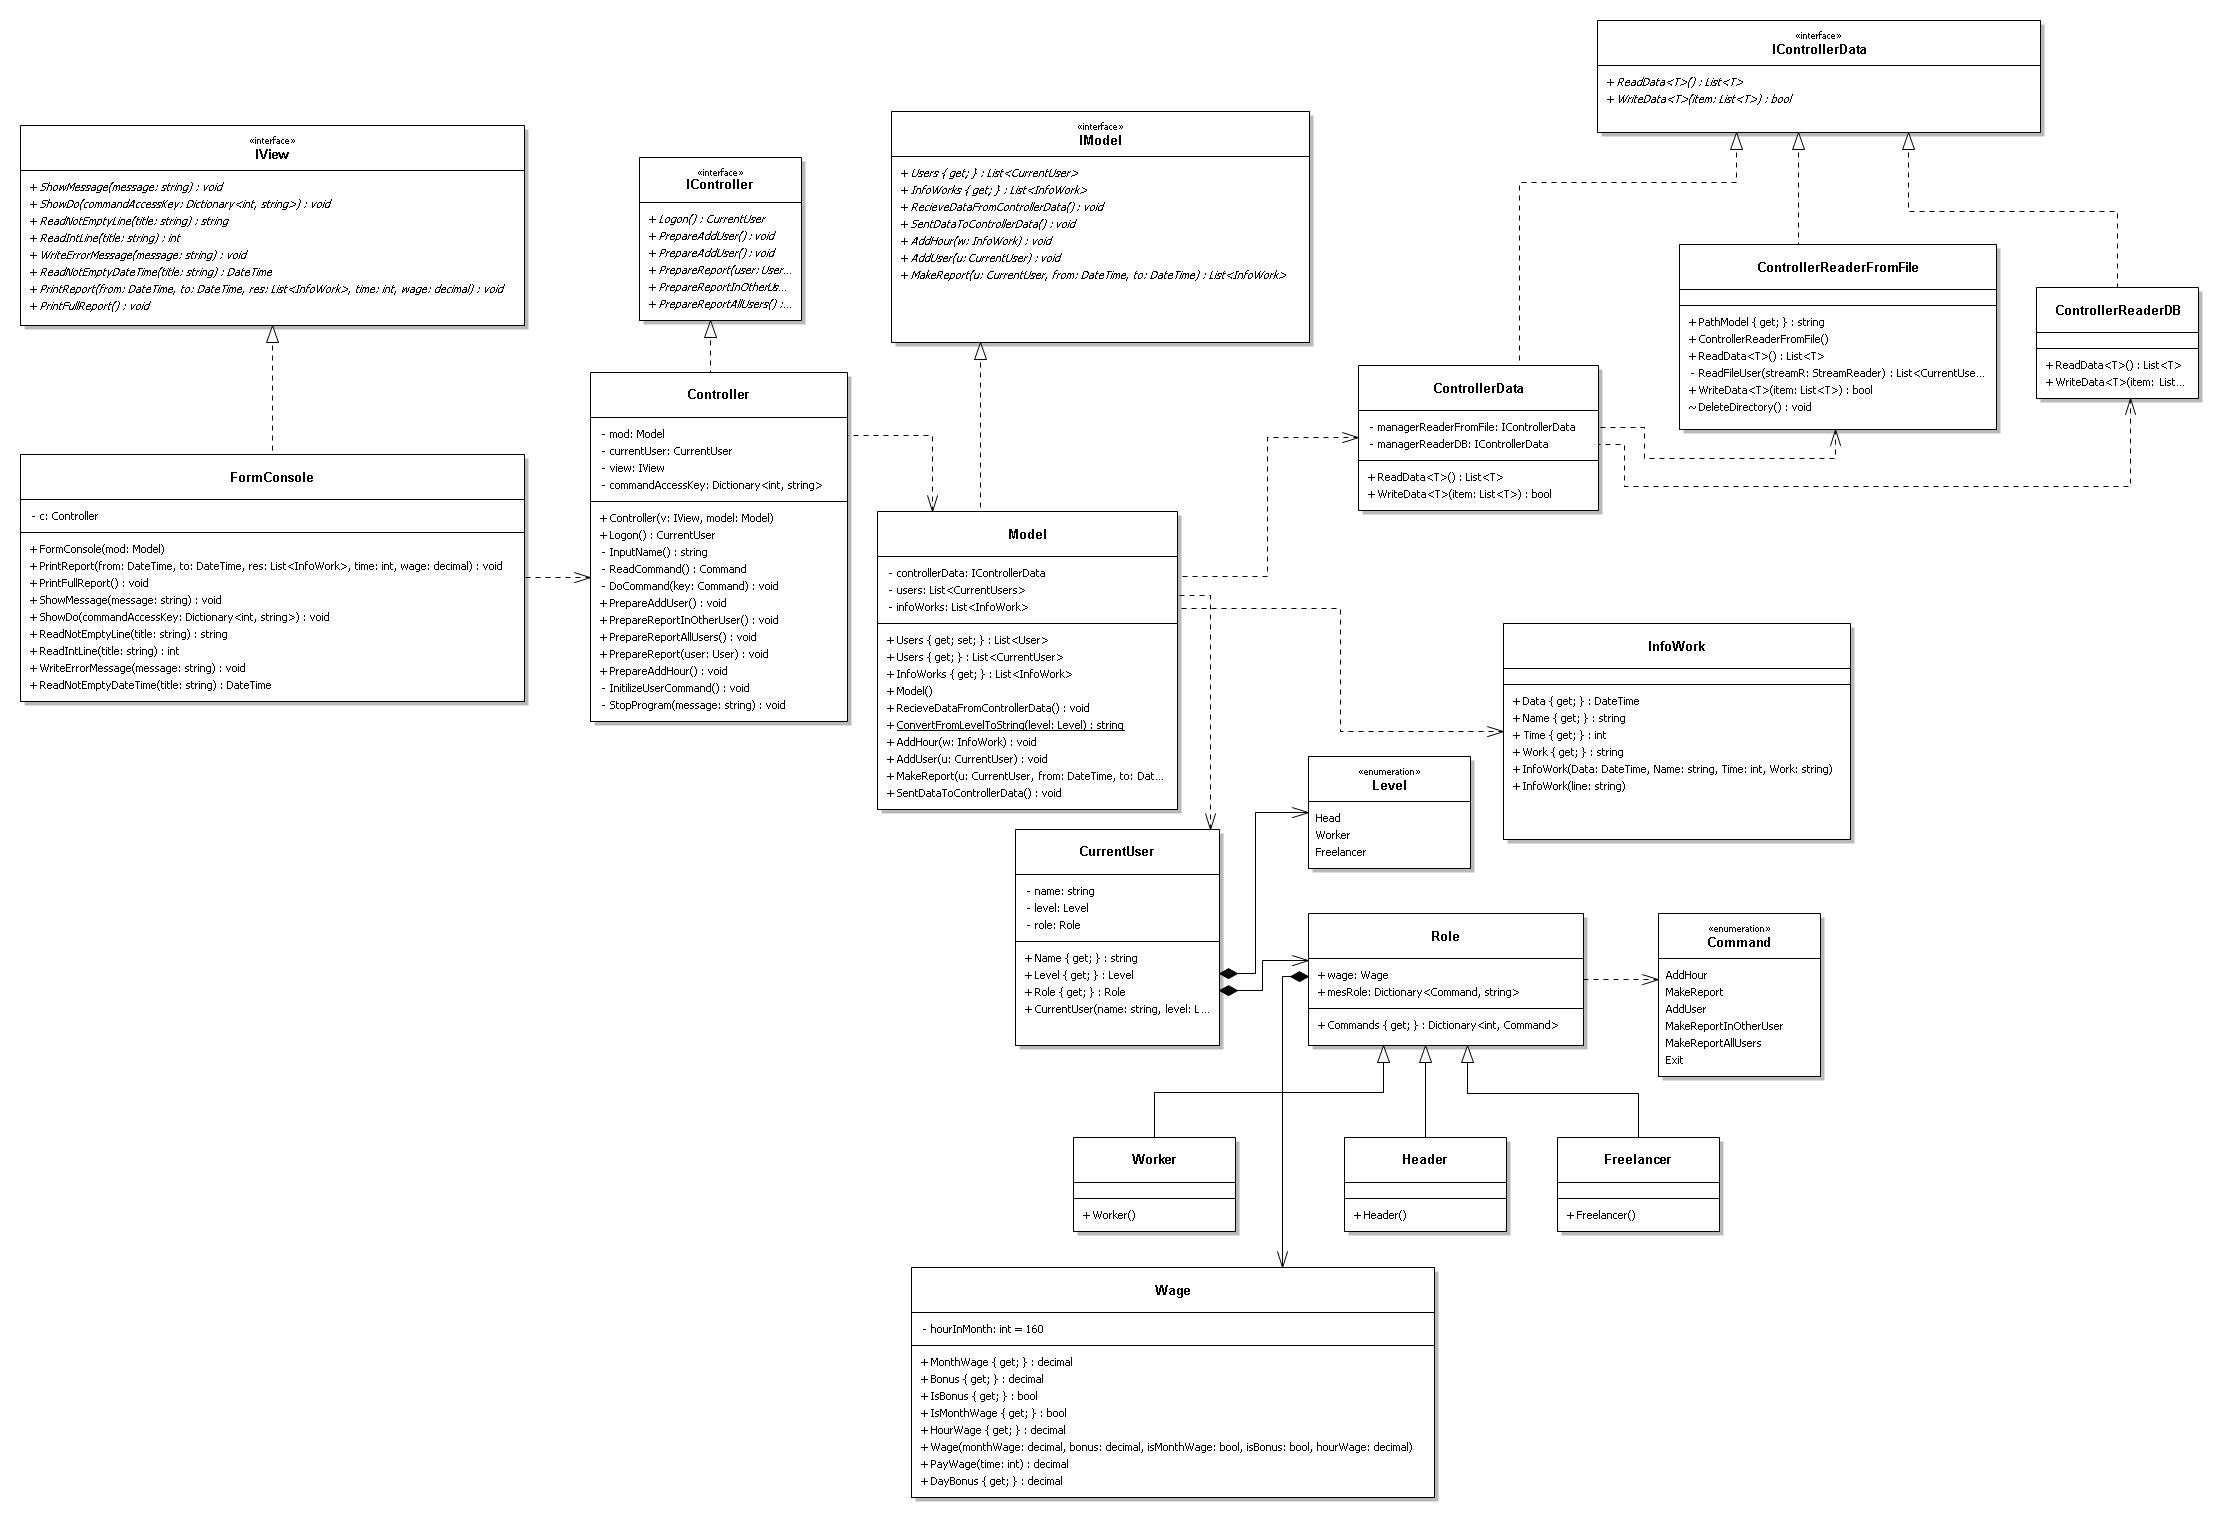 «interface»
IView
+ ShowMessage(message: string) : void
+ ShowDo(commandAccessKey: Dictionary<int, string>) : void
+ ReadNotEmptyLine(title: string) : string
+ ReadIntLine(title: string) : int
+ WriteErrorMessage(message: string) : void
+ ReadNotEmptyDateTime(title: string) : DateTime
+ PrintReport(from: DateTime, to: DateTime, res: List<InfoWork>, time: int, wage: decimal) : void
+ PrintFullReport() : void
«interface»
IController
+ Logon() : CurrentUser
+ PrepareAddUser() : void
+ PrepareAddUser() : void
+ PrepareReport(user: User...
+ PrepareReportInOtherUs...
+ PrepareReportAllUsers() :...
«interface»
IModel
+ Users { get; } : List<CurrentUser>
+ InfoWorks { get; } : List<InfoWork>
+ RecieveDataFromControllerData() : void
+ SentDataToControllerData() : void
+ AddHour(w: InfoWork) : void
+ AddUser(u: CurrentUser) : void
+ MakeReport(u: CurrentUser, from: DateTime, to: DateTime) : List<InfoWork>
«interface»
IControllerData
+ ReadData<T>() : List<T>
+ WriteData<T>(item: List<T>) : bool
ControllerReaderFromFile
+ PathModel { get; } : string
+ ControllerReaderFromFile()
+ ReadData<T>() : List<T>
- ReadFileUser(streamR: StreamReader) : List<CurrentUse...
+ WriteData<T>(item: List<T>) : bool
~ DeleteDirectory() : void
ControllerReaderDB
+ ReadData<T>() : List<T>
+ WriteData<T>(item: List...
ControllerData
- managerReaderFromFile: IControllerData
- managerReaderDB: IControllerData
+ ReadData<T>() : List<T>
+ WriteData<T>(item: List<T>) : bool
FormConsole
- c: Controller
+ FormConsole(mod: Model)
+ PrintReport(from: DateTime, to: DateTime, res: List<InfoWork>, time: int, wage: decimal) : void
+ PrintFullReport() : void
+ ShowMessage(message: string) : void
+ ShowDo(commandAccessKey: Dictionary<int, string>) : void
+ ReadNotEmptyLine(title: string) : string
+ ReadIntLine(title: string) : int
+ WriteErrorMessage(message: string) : void
+ ReadNotEmptyDateTime(title: string) : DateTime
Controller
- mod: Model
- currentUser: CurrentUser
- view: IView
- commandAccessKey: Dictionary<int, string>
+ Controller(v: IView, model: Model)
+ Logon() : CurrentUser
- InputName() : string
- ReadCommand() : Command
- DoCommand(key: Command) : void
+ PrepareAddUser() : void
+ PrepareReportInOtherUser() : void
+ PrepareReportAllUsers() : void
+ PrepareReport(user: User) : void
+ PrepareAddHour() : void
- InitilizeUserCommand() : void
- StopProgram(message: string) : void
Model
- controllerData: IControllerData
- users: List<CurrentUsers>
- infoWorks: List<InfoWork>
+ Users { get; set; } : List<User>
+ Users { get; } : List<CurrentUser>
+ InfoWorks { get; } : List<InfoWork>
+ Model()
+ RecieveDataFromControllerData() : void
+ ConvertFromLevelToString(level: Level) : string
+ AddHour(w: InfoWork) : void
+ AddUser(u: CurrentUser) : void
+ MakeReport(u: CurrentUser, from: DateTime, to: Dat...
+ SentDataToControllerData() : void
InfoWork
+ Data { get; } : DateTime
+ Name { get; } : string
+ Time { get; } : int
+ Work { get; } : string
+ InfoWork(Data: DateTime, Name: string, Time: int, Work: string)
+ InfoWork(line: string)
«enumeration»
Level
Head
Worker
Freelancer
CurrentUser
- name: string
- level: Level
- role: Role
+ Name { get; } : string
+ Level { get; } : Level
+ Role { get; } : Role
+ CurrentUser(name: string, level: L...
Role
+ wage: Wage
+ mesRole: Dictionary<Command, string>
+ Commands { get; } : Dictionary<int, Command>
«enumeration»
Command
AddHour
MakeReport
AddUser
MakeReportInOtherUser
MakeReportAllUsers
Exit
Worker
+ Worker()
Header
+ Header()
Freelancer
+ Freelancer()
Wage
- hourInMonth: int = 160
+ MonthWage { get; } : decimal
+ Bonus { get; } : decimal
+ IsBonus { get; } : bool
+ IsMonthWage { get; } : bool
+ HourWage { get; } : decimal
+ Wage(monthWage: decimal, bonus: decimal, isMonthWage: bool, isBonus: bool, hourWage: decimal)
+ PayWage(time: int) : decimal
+ DayBonus { get; } : decimal